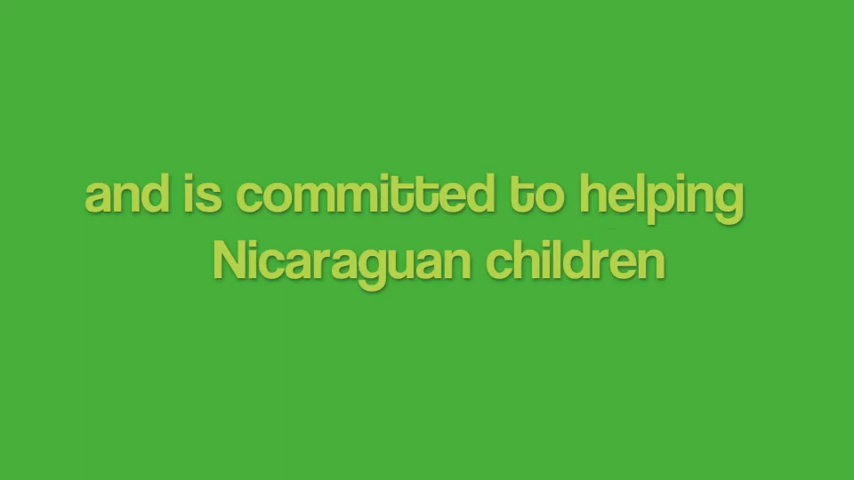 and is committed to helping
Nicaraguan children